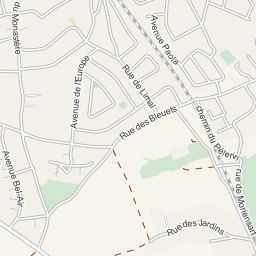 Avenue Paola
du Monastère
Avenue de l'Europe
Rue de Limal
Rue des Bleuets
chemin du Pèlerin
Avenue Bel-Air
rue de Moriensart
Rue des Jardins